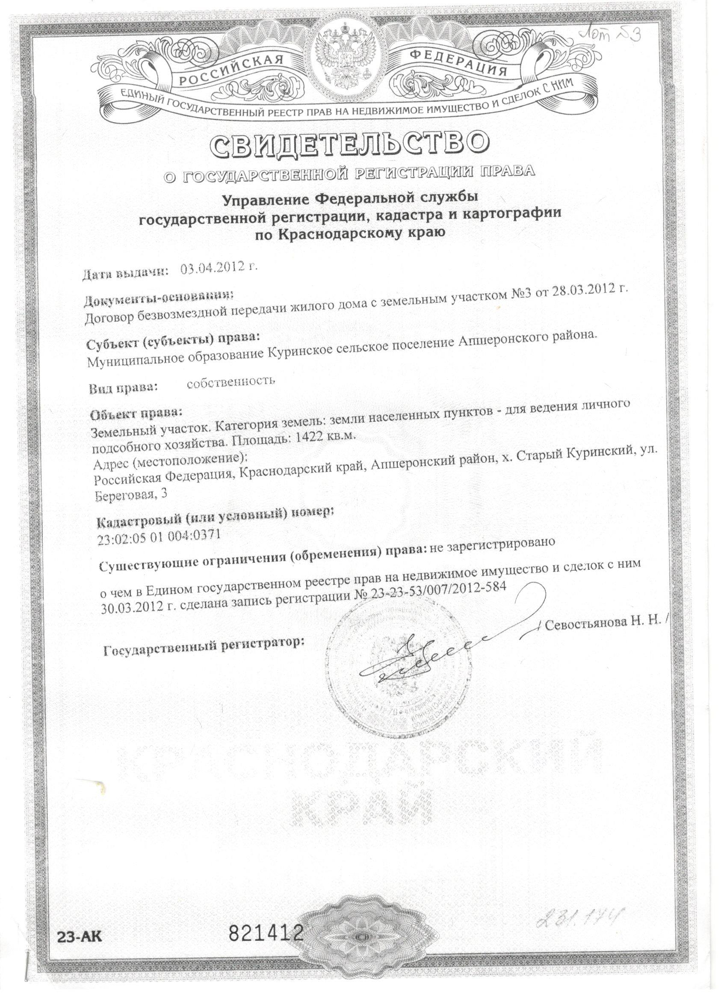 Лот №3
РОССИЙСКАЯ ФЕДЕРАЦИЯ
ЕДИНЫЙ ГОСУДАРСТВЕННЫЙ РЕЕСТР ПРАВ НА НЕДВИЖИМОЕ ИМУЩЕСТВО И СДЕЛОК С НИМ
СВИДЕТЕЛЬСТВО
О ГОСУДАРСТВЕННОЙ РЕГИСТРАЦИИ ПРАВА
Управление Федеральной службы
государственной регистрации, кадастра и картографии
по Краснодарскому краю
Дата выдачи: 03.04.2012 г.
Документы-основания:
Договор безвозмездной передачи жилого дома с земельным участком №3 от 28.03.2012 г.
Субъект (субъекты) права:
Муниципальное образование Куринское сельское поселение Апшеронского района.
Вид права: собственность
Объект права:
Земельный участок. Категория земель: земли населенных пунктов - для ведения личного
подсобного хозяйства. Площадь: 1422 кв.м.
Адрес (местоположение):
Российская Федерация, Краснодарский край, Апшеронский район, х. Старый Куринский, ул.
Береговая, 3
Кадастровый (или условный) номер:
23:02:05 01 004:0371
Существующие ограничения (обременения) права: не зарегистрировано
о чем в Едином государственном реестре прав на недвижимое имущество и сделок с ним
30.03.2012 г. сделана запись регистрации № 23-23-53/007/2012-584
Государственный регистратор: / Севостьянова Н. Н. /
КРАСНОДАРСКИЙ
КРАЙ
231.144
23-АК 821412